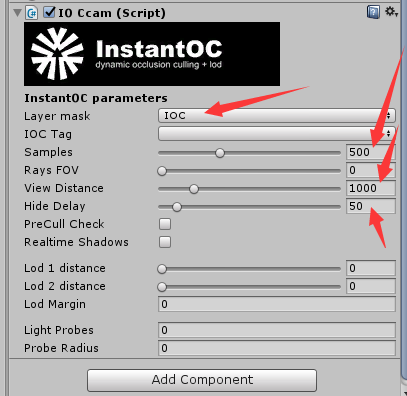 IO Ccam (Script)
InstantOC
dynamic occlusion culling + lod
InstantOC parameters
Layer mask IOC
IOC Tag
Samples 500
Rays FOV 0
View Distance 1000
Hide Delay 50
PreCull Check
Realtime Shadows
Lod 1 distance 0
Lod 2 distance 0
Lod Margin 0
Light Probes 0
Probe Radius 0
Add Component